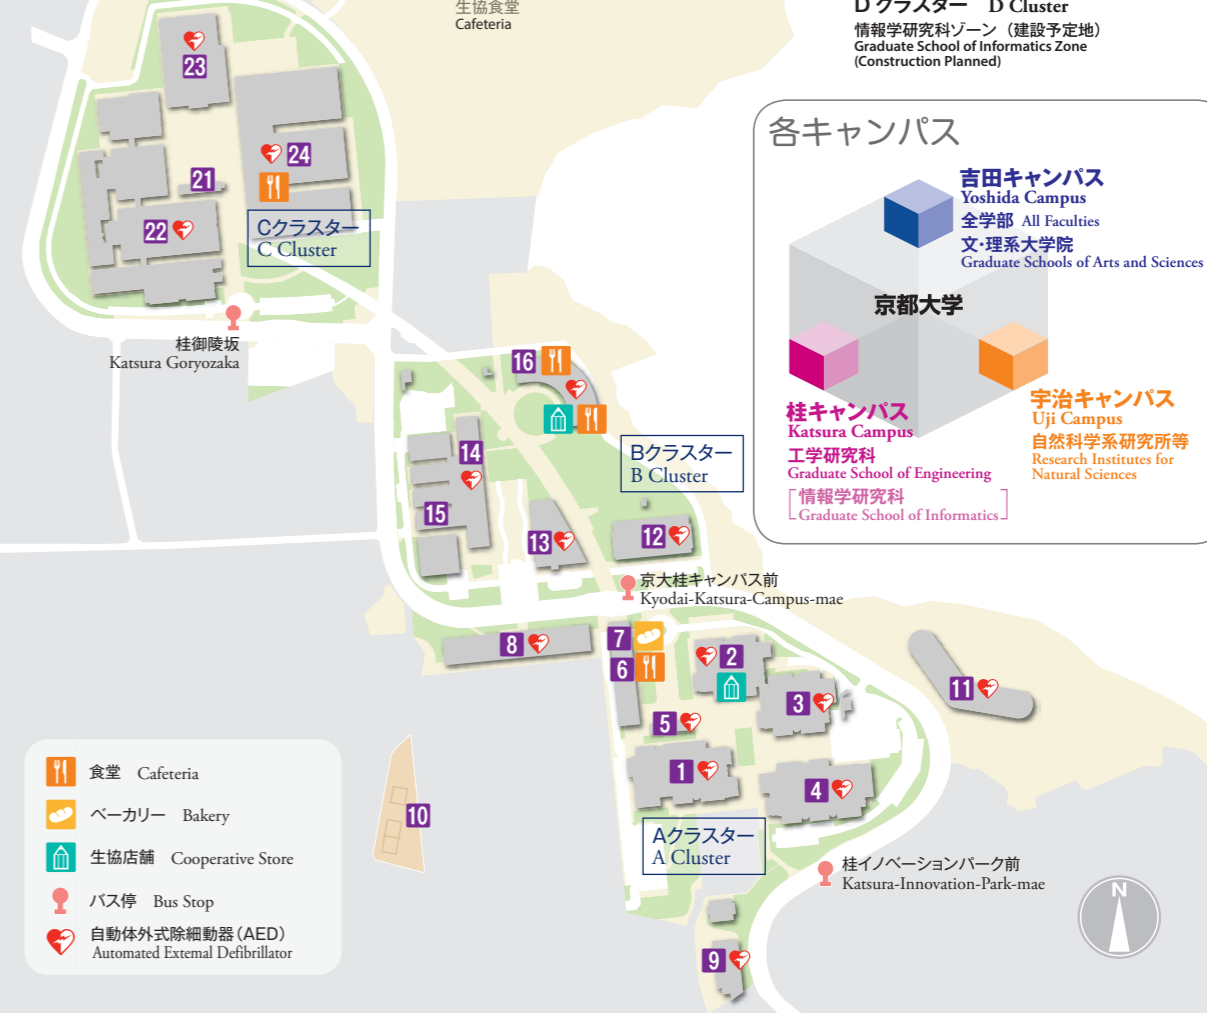 生協食堂
Cafeteria
D クラスター D Cluster
情報学研究科ゾーン（建設予定地）
Graduate School of Informatics Zone
(Construction Planned)
各キャンパス
吉田キャンパス
Yoshida Campus
全学部 All Faculties
文・理系大学院
Graduate Schools of Arts and Sciences
京都大学
桂キャンパス
Katsura Campus
工学研究科
Graduate School of Engineering
情報学研究科
Graduate School of Informatics
宇治キャンパス
Uji Campus
自然科学系研究所等
Research Institutes for
Natural Sciences
23
24
21
22
Cクラスター
C Cluster
桂御陵坂
Katsura Goryozaka
16
14
15
13
12
Bクラスター
B Cluster
京大桂キャンパス前
Kyodai-Katsura-Campus-mae
8
7
6
2
3
5
1
4
11
10
Aクラスター
A Cluster
桂イノベーションパーク前
Katsura-Innovation-Park-mae
9
N
食堂 Cafeteria
ベーカリー Bakery
生協店舗 Cooperative Store
バス停 Bus Stop
自動体外式除細動器（AED）
Automated External Defibrillator